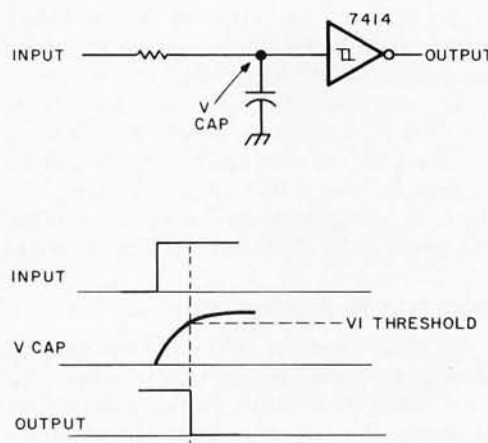 7414
INPUT
OUTPUT
V
CAP
INPUT
VI THRESHOLD
V CAP
OUTPUT